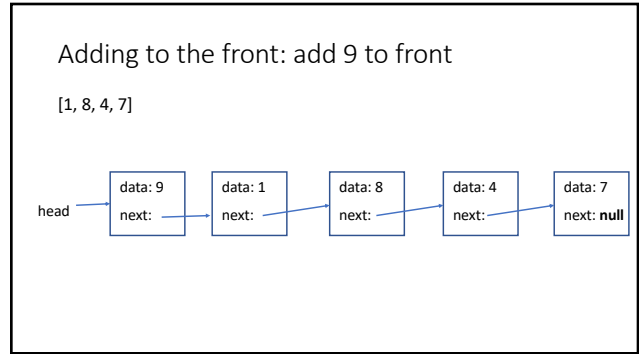 Adding to the front: add 9 to front
[1, 8, 4, 7]
head
data: 9
next:
data: 1
next:
data: 8
next:
data: 4
next:
data: 7
next: null